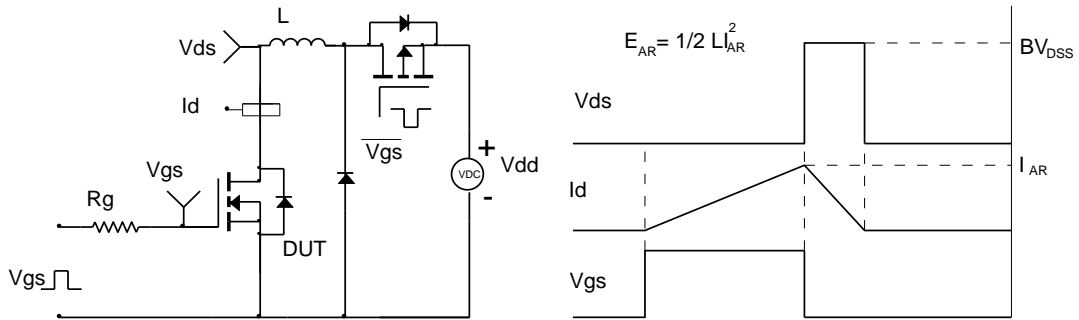 L
Vds
Id
Vgs
Vgs
Rg
DUT
Vgs
VDC
+
-
Vdd
E_AR = 1/2 LI_AR^2
BV_DSS
Vds
I_AR
Id
Vgs